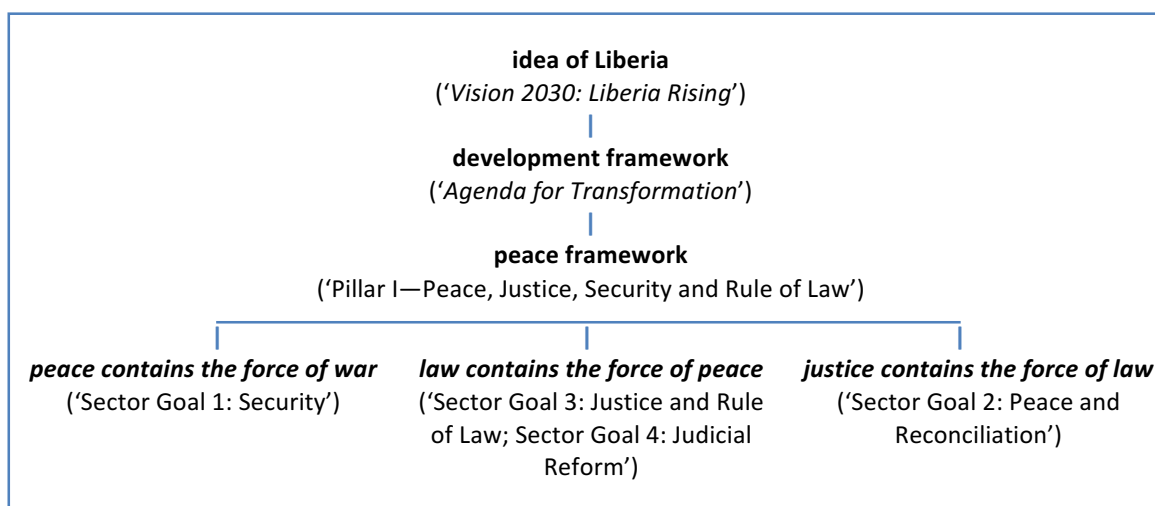 idea of Liberia
(‘Vision 2030: Liberia Rising’)
development framework
(‘Agenda for Transformation’)
peace framework
(‘Pillar I—Peace, Justice, Security and Rule of Law’)
peace contains the force of war
(‘Sector Goal 1: Security’)
law contains the force of peace
(‘Sector Goal 3: Justice and Rule
of Law; Sector Goal 4: Judicial
Reform’)
justice contains the force of law
(‘Sector Goal 2: Peace and
Reconciliation’)